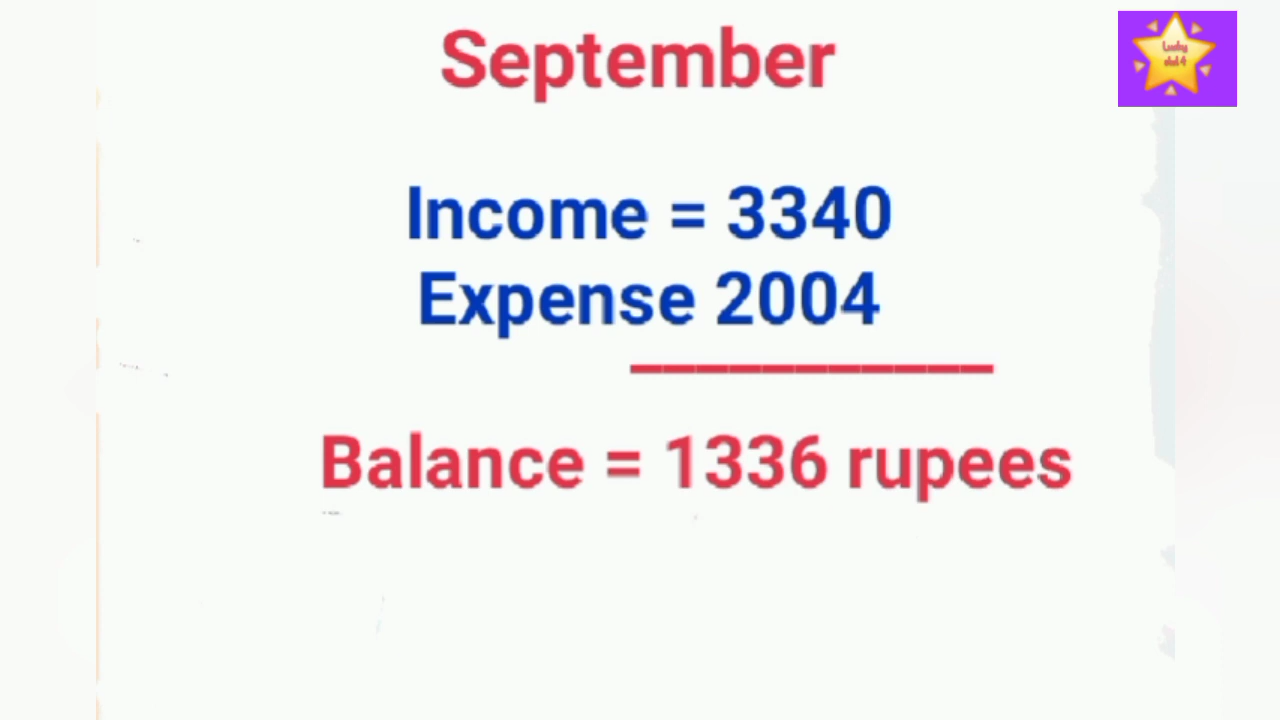 September
Income = 3340
Expense 2004
Balance = 1336 rupees